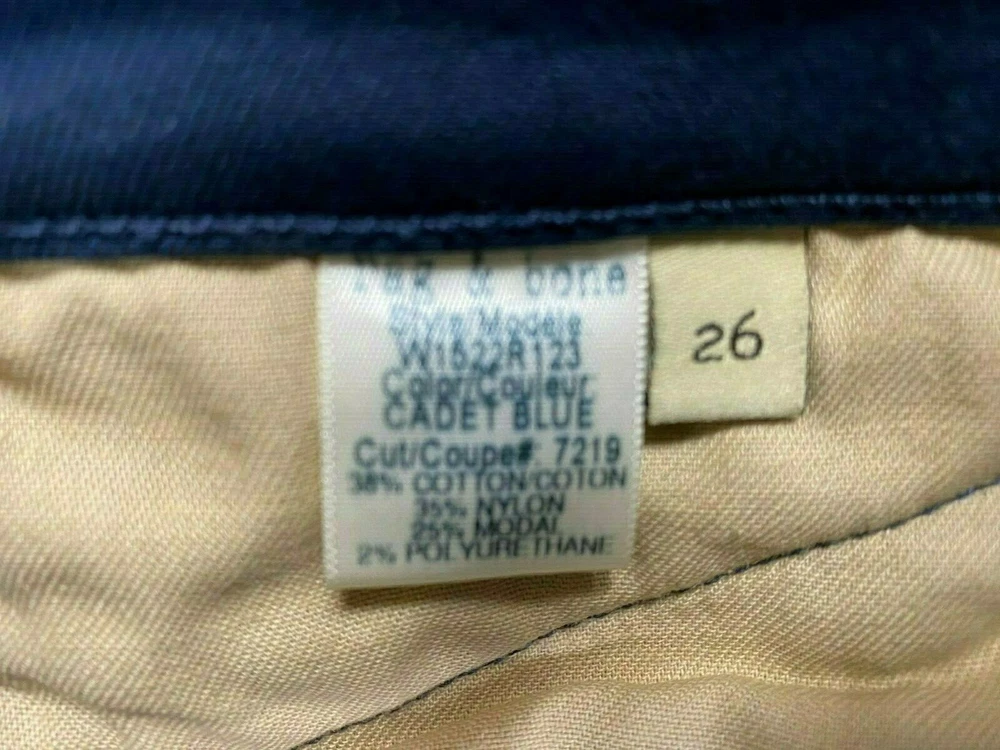 rag & bone
Style/Modele
W1522R123
Color/Couleur:
CADET BLUE
Cut/Coupe#: 7219
38% COTTON/COTON
35% NYLON
25% MODAL
2% POLYURETHANE
26